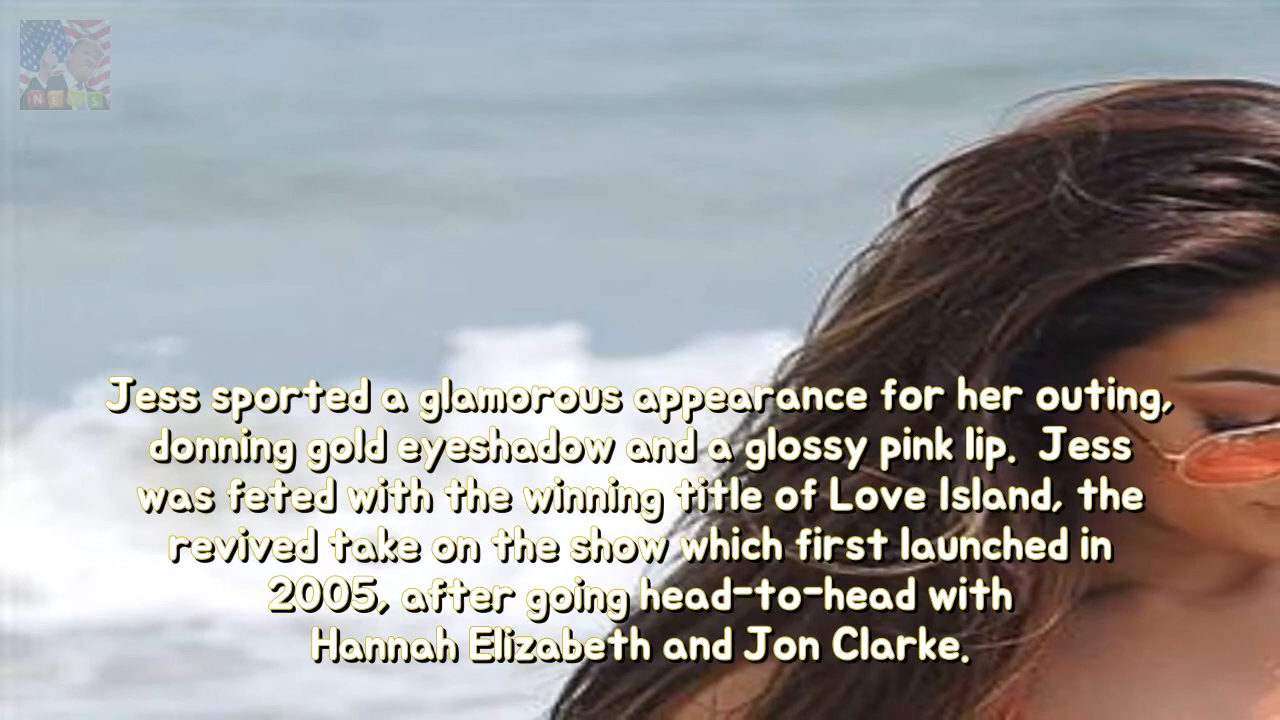 NEWS
Jess sported a glamorous appearance for her outing,
donning gold eyeshadow and a glossy pink lip. Jess
was feted with the winning title of Love Island, the
revived take on the show which first launched in
2005, after going head-to-head with
Hannah Elizabeth and Jon Clarke.